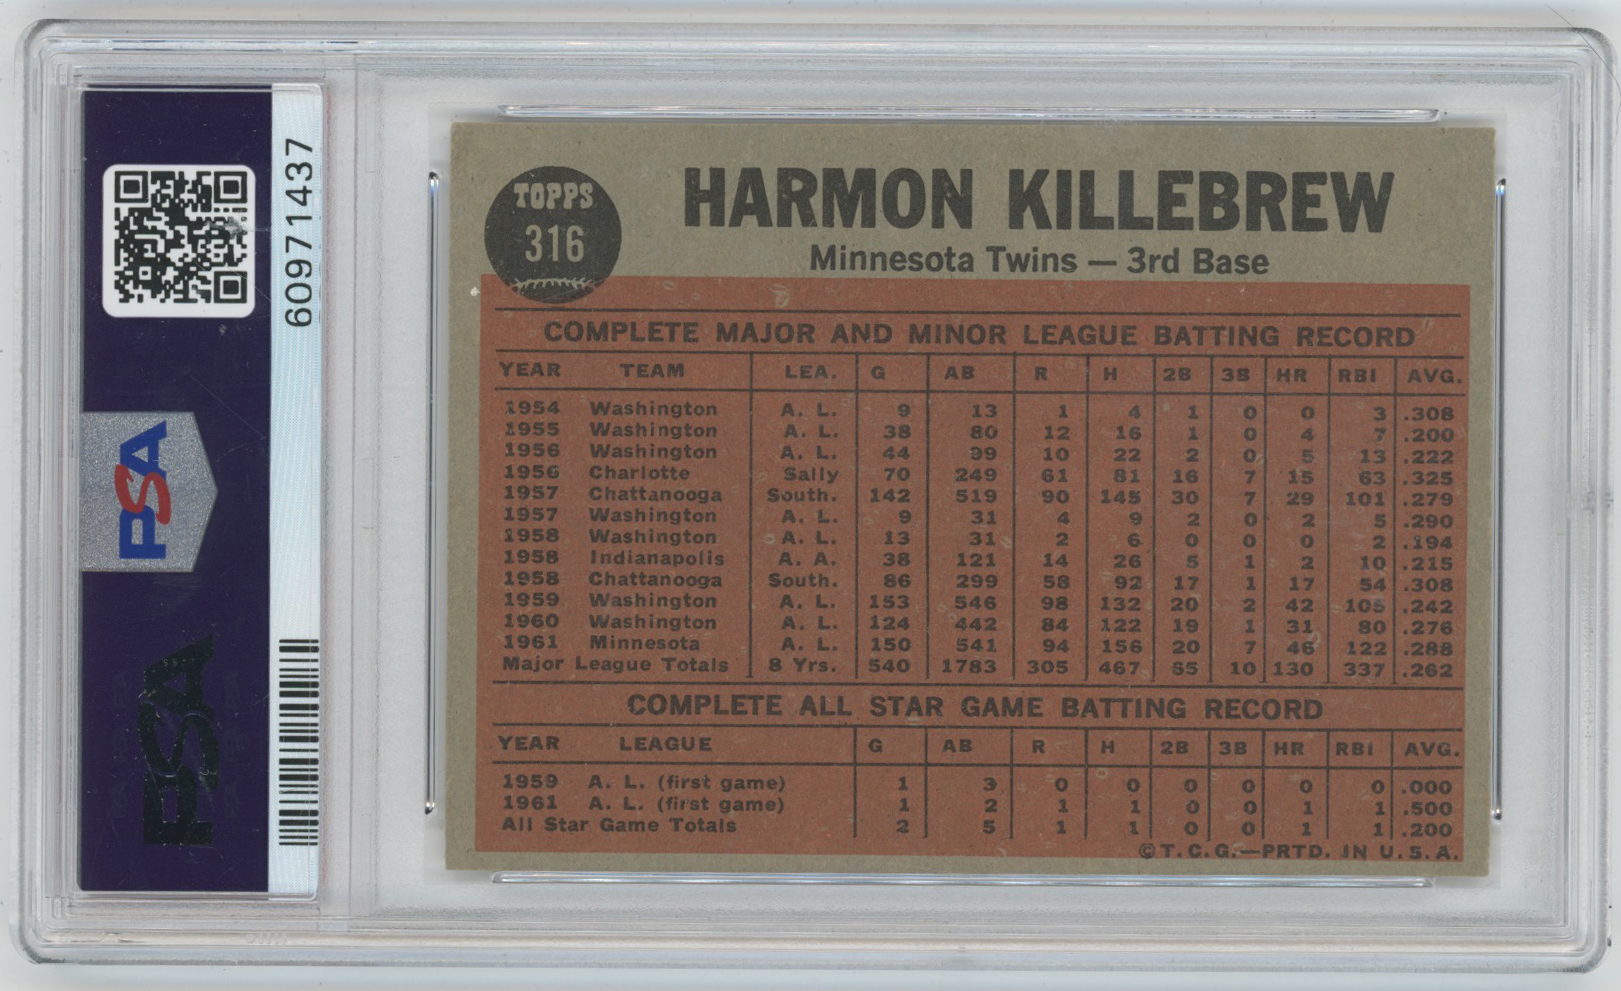 60971437
PSA
PSA
TOPPS
316
HARMON KILLEBREW
Minnesota Twins — 3rd Base
COMPLETE MAJOR AND MINOR LEAGUE BATTING RECORD
YEAR TEAM LEA. G AB R H 2B 3B HR RBI AVG.
1954 Washington A. L. 9 13 1 4 1 0 0 3 .308
1955 Washington A. L. 38 80 12 16 1 0 4 7 .200
1956 Washington A. L. 44 99 10 22 2 0 5 13 .222
1956 Charlotte Sally 70 249 61 81 16 7 15 63 .325
1957 Chattanooga South. 142 519 90 145 30 7 29 101 .279
1957 Washington A. L. 9 31 4 9 2 0 2 5 .290
1958 Washington A. L. 13 31 2 6 0 0 0 2 .194
1958 Indianapolis A. A. 38 121 14 26 5 1 2 10 .215
1958 Chattanooga South. 86 299 58 92 17 1 17 54 .308
1959 Washington A. L. 153 546 98 132 20 2 42 105 .242
1960 Washington A. L. 124 442 84 122 19 1 31 80 .276
1961 Minnesota A. L. 150 541 94 156 20 7 46 122 .288
Major League Totals 8 Yrs. 540 1783 305 467 65 10 130 337 .262
COMPLETE ALL STAR GAME BATTING RECORD
YEAR LEAGUE G AB R H 2B 3B HR RBI AVG.
1959 A. L. (first game) 1 3 0 0 0 0 0 0 .000
1961 A. L. (first game) 1 2 1 1 0 0 1 1 .500
All Star Game Totals 2 5 1 1 0 0 1 1 .200
©T.C.G.—PRTD. IN U.S.A.